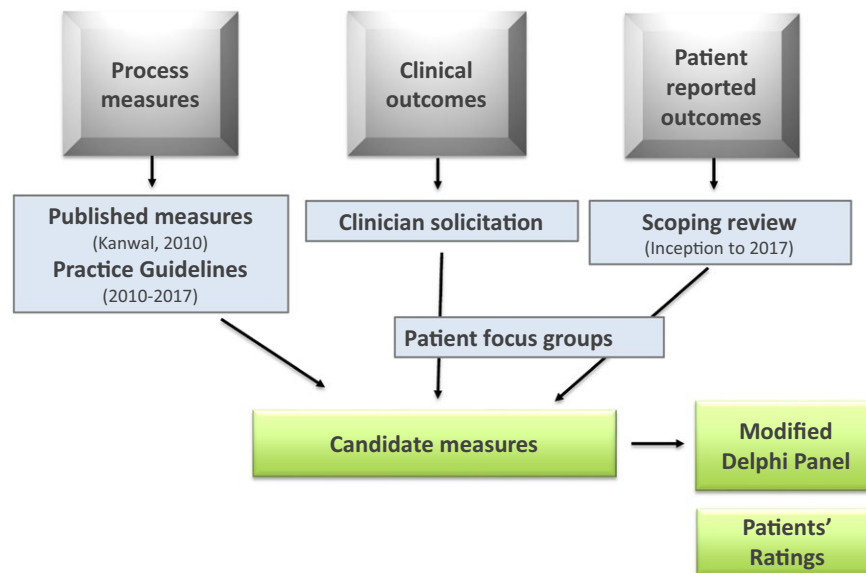 Process
measures
Clinical
outcomes
Patient
reported
outcomes
Published measures
(Kanwal, 2010)
Practice Guidelines
(2010-2017)
Clinician solicitation
Scoping review
(Inception to 2017)
Patient focus groups
Candidate measures
Modified
Delphi Panel
Patients’
Ratings